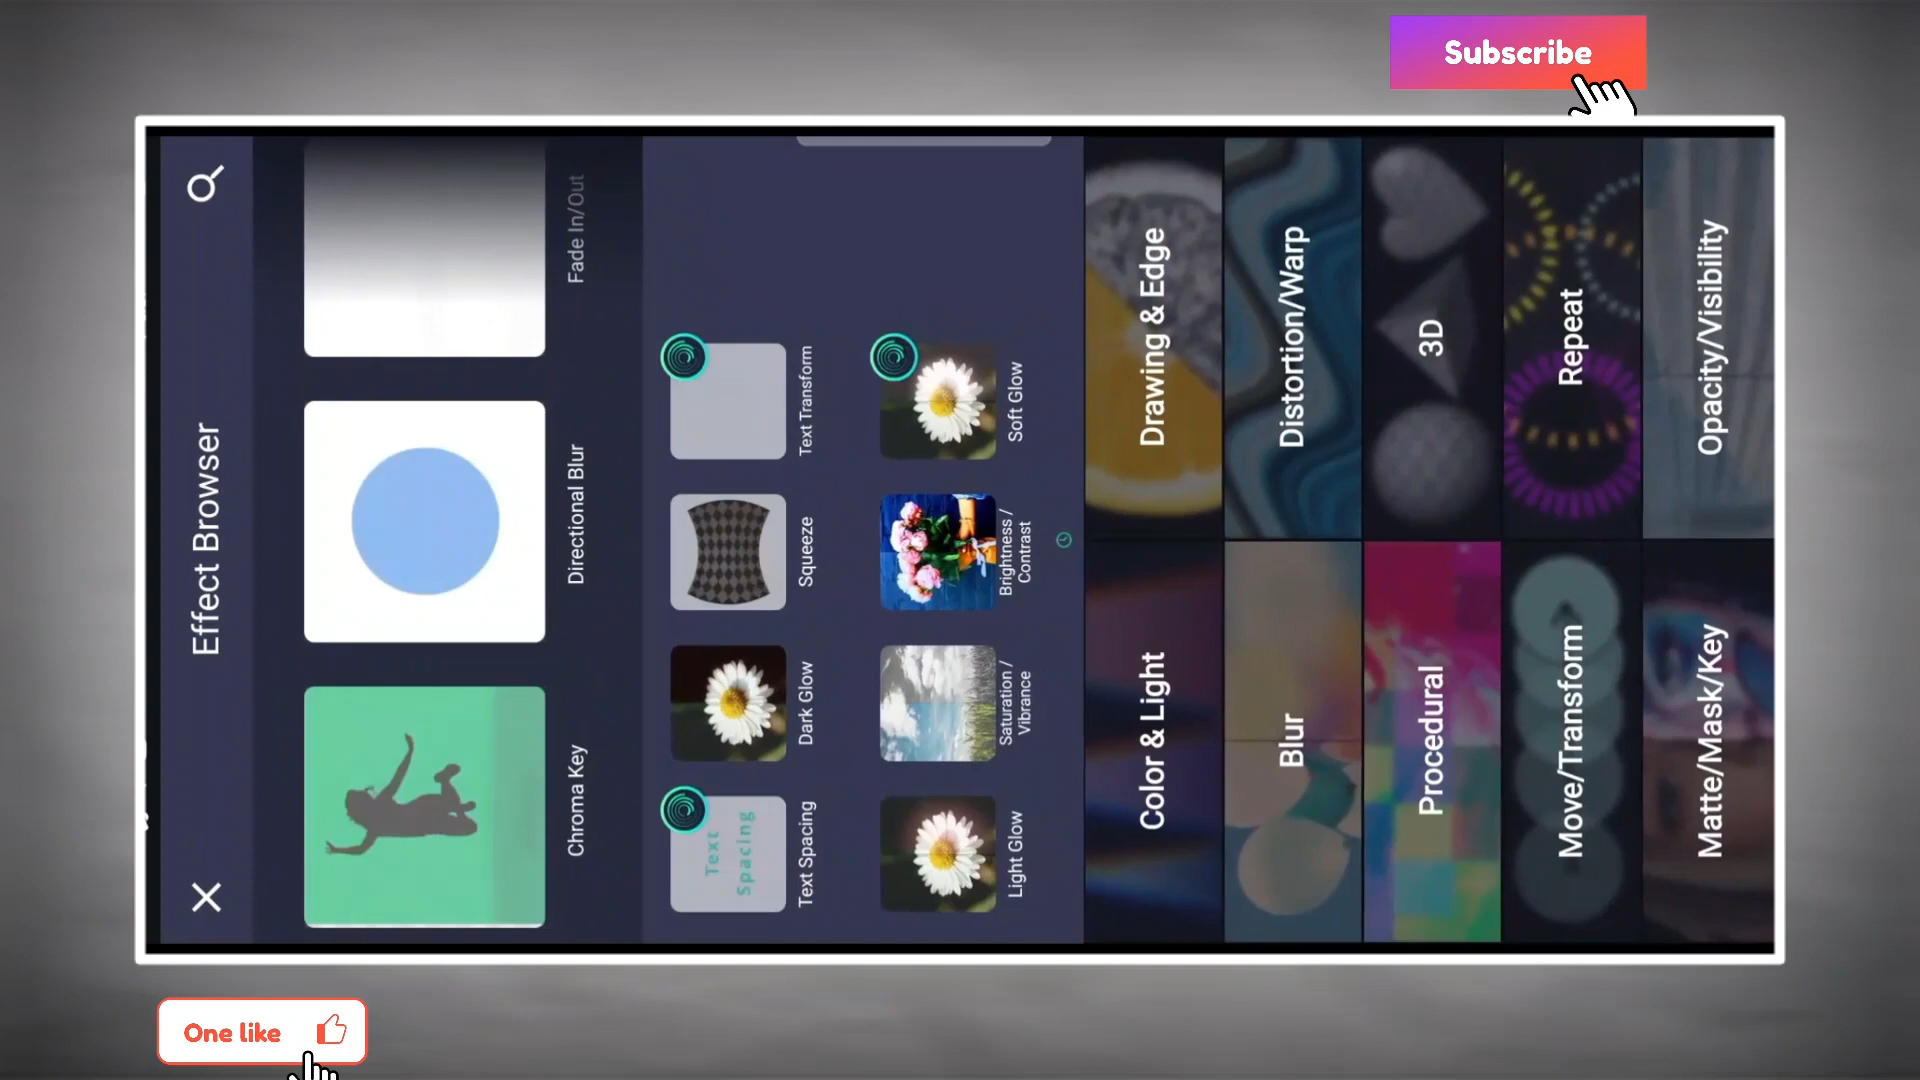 Subscribe
Effect Browser
Chroma Key
Directional Blur
Fade In/Out
Text
Spacing
Text Spacing
Dark Glow
Squeeze
Text Transform
Light Glow
Saturation /
Vibrance
Brightness /
Contrast
Soft Glow
Color & Light
Drawing & Edge
Blur
Distortion/Warp
Procedural
3D
Move/Transform
Repeat
Matte/Mask/Key
Opacity/Visibility
One like